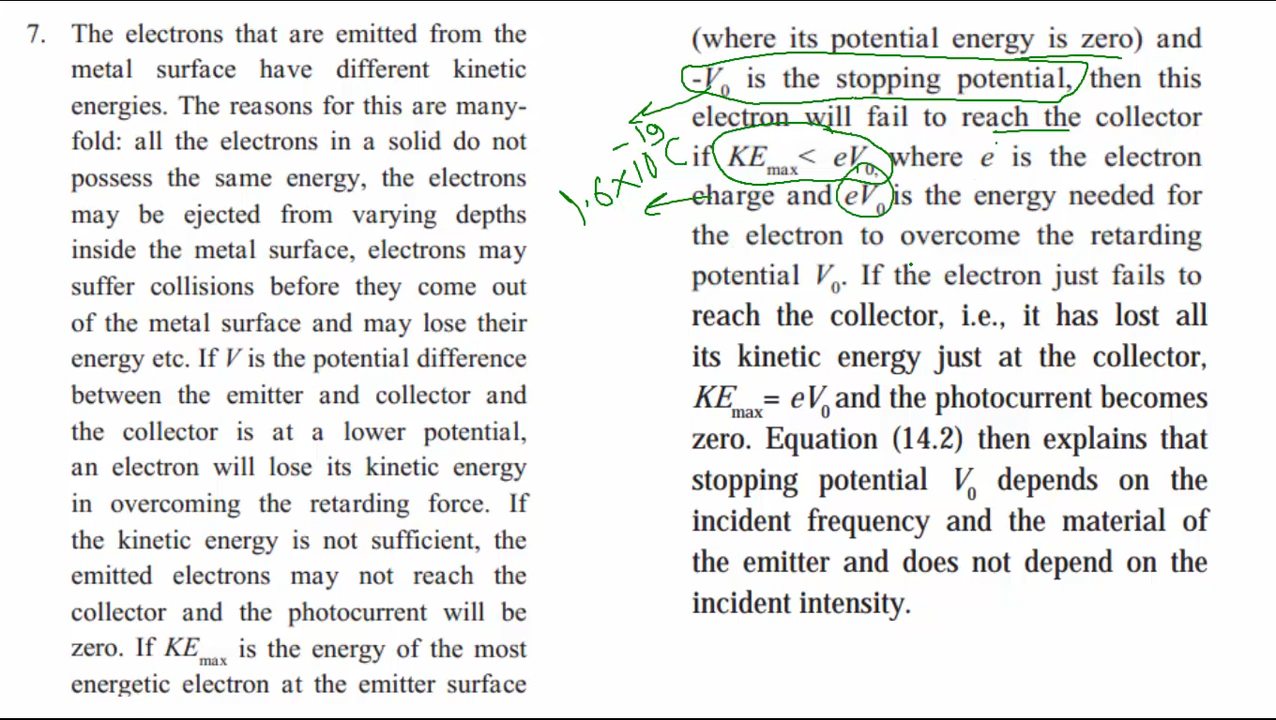 7. The electrons that are emitted from the
metal surface have different kinetic
energies. The reasons for this are many-
fold: all the electrons in a solid do not
possess the same energy, the electrons
may be ejected from varying depths
inside the metal surface, electrons may
suffer collisions before they come out
of the metal surface and may lose their
energy etc. If V is the potential difference
between the emitter and collector and
the collector is at a lower potential,
an electron will lose its kinetic energy
in overcoming the retarding force. If
the kinetic energy is not sufficient, the
emitted electrons may not reach the
collector and the photocurrent will be
zero. If KEmax is the energy of the most
energetic electron at the emitter surface
(where its potential energy is zero) and
-V0 is the stopping potential, then this
electron will fail to reach the collector
if KEmax < eV0, where e is the electron
charge and eV0 is the energy needed for
the electron to overcome the retarding
potential V0. If the electron just fails to
reach the collector, i.e., it has lost all
its kinetic energy just at the collector,
KEmax = eV0 and the photocurrent becomes
zero. Equation (14.2) then explains that
stopping potential V0 depends on the
incident frequency and the material of
the emitter and does not depend on the
incident intensity.
1.6×10-19 C